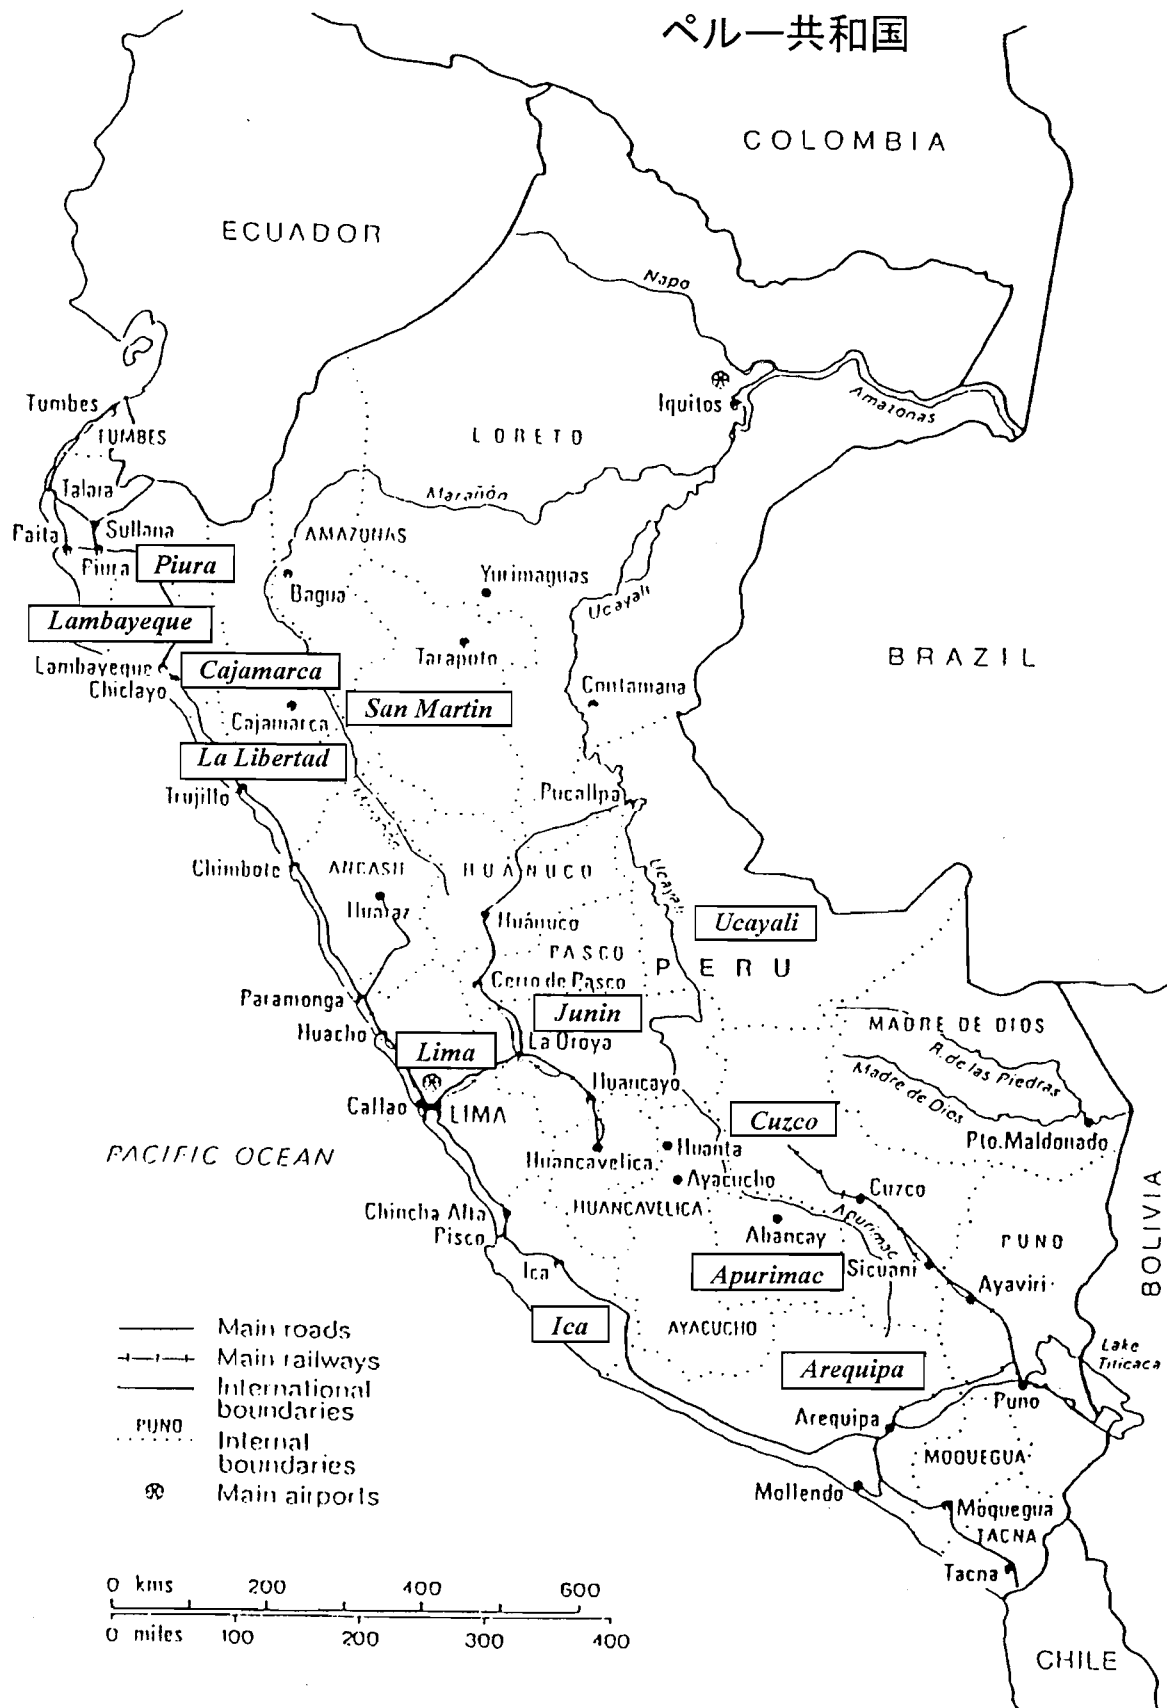 ペルー共和国
COLOMBIA
ECUADOR
Napo
Iquitos
Amazonas
Tumbes
TUMBES
LORETO
Talara
Marañón
Paita
Sullana
AMAZONAS
Piura
Piura
Bagua
Yurimaguas
Ucayali
Lambayeque
Tarapoto
BRAZIL
Lambayeque
Chiclayo
Cajamarca
Contamana
San Martin
Cajamarca
La Libertad
Trujillo
Pucallpa
Chimbote
ANCASH
HUÁNUCO
Ucayali
Huaraz
Huánuco
Ucayali
PASCO
PERU
Cerro de Pasco
Paramonga
Junin
Huacho
La Oroya
MADRE DE DIOS
R. de las Piedras
Madre de Dios
Lima
Huancayo
Callao
LIMA
Cuzco
Pto. Maldonado
PACIFIC OCEAN
Huanta
Huancavelica
Ayacucho
Cuzco
BOLIVIA
Chincha Alta
HUANCAVELICA
Apurimac
Pisco
Abancay
PUNO
Ica
Apurimac
Sicuani
Ayaviri
Ica
AYACUCHO
Lake
Titicaca
Arequipa
Puno
Arequipa
MOQUEGUA
Mollendo
Moquegua
TACNA
Tacna
CHILE
Main roads
Main railways
International
boundaries
PUNO
Internal
boundaries
Main airports
0 kms 200 400 600
0 miles 100 200 300 400